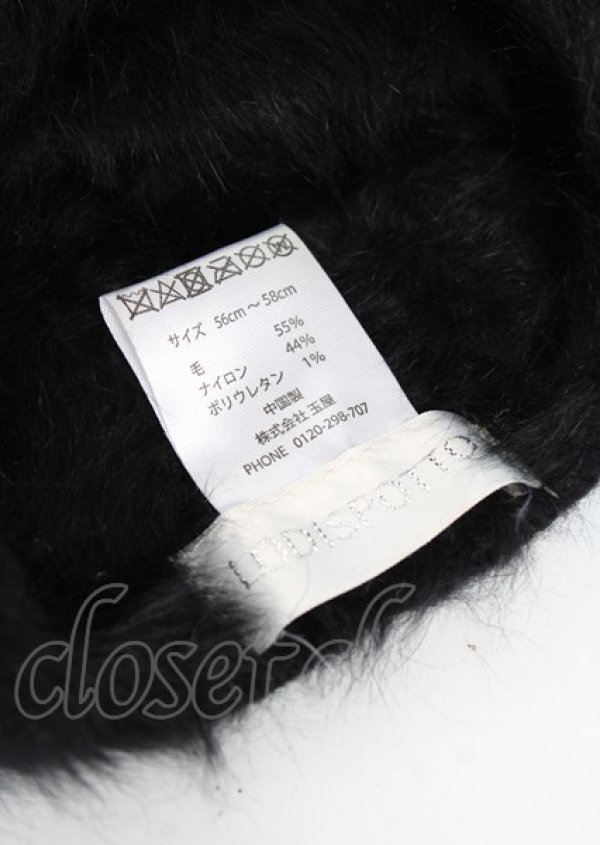 サイズ 56cm～58cm
毛 55%
ナイロン 44%
ポリウレタン 1%
中国製
株式会社 玉屋
PHONE 0120-298-707
closet